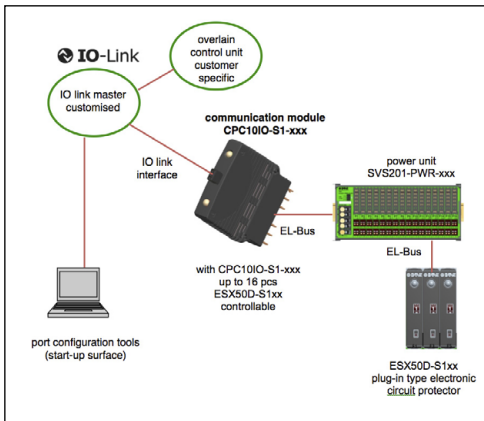 IO-Link
overlain
control unit
customer
specific
IO link master
customised
communication module
CPC10IO-S1-xxx
IO link
interface
power unit
SVS201-PWR-xxx
EL-Bus
EL-Bus
with CPC10IO-S1-xxx
up to 16 pcs
ESX50D-S1xx
controllable
port configuration tools
(start-up surface)
ESX50D-S1xx
plug-in type electronic
circuit protector